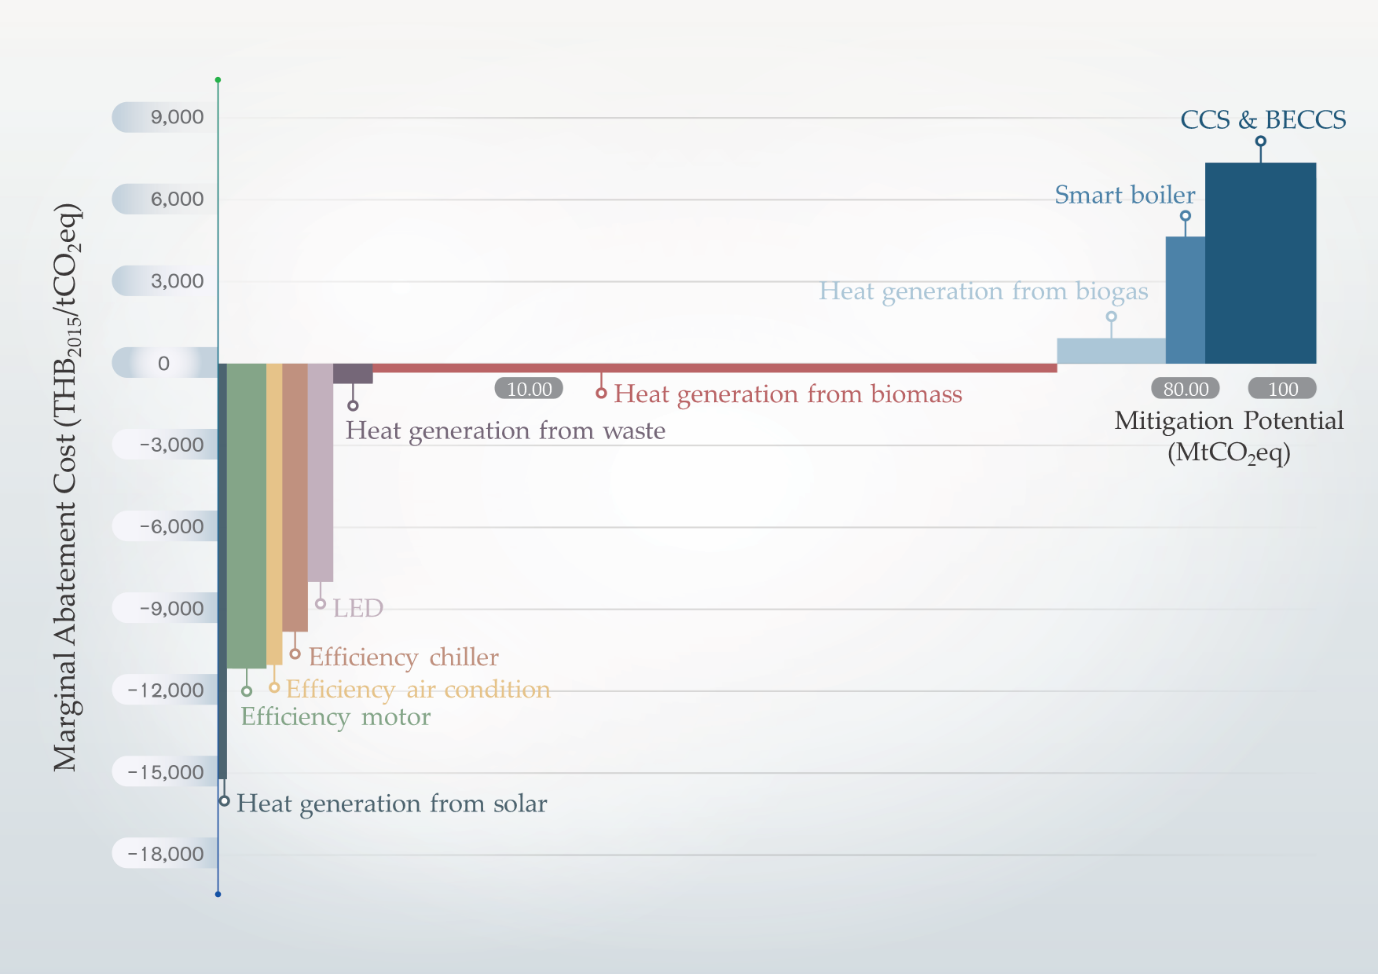 9,000
CCS & BECCS
6,000
Smart boiler
3,000
Heat generation from biogas
0
10.00
Heat generation from biomass
80.00
100
Mitigation Potential
(MtCO₂eq)
Heat generation from waste
−3,000
−6,000
−9,000
LED
Efficiency chiller
−12,000
Efficiency air condition
Efficiency motor
−15,000
Heat generation from solar
−18,000
Marginal Abatement Cost (THB₂₀₁₅/tCO₂eq)